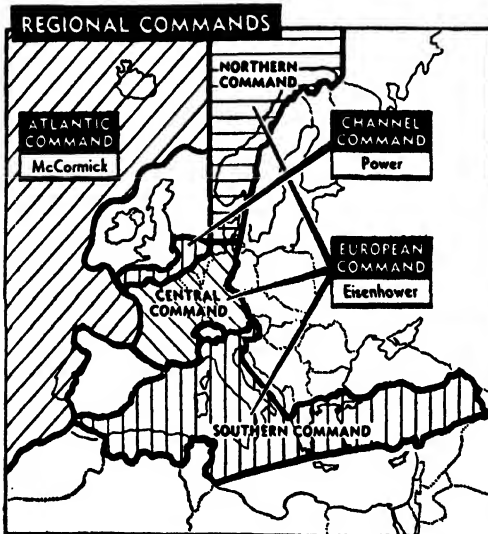 REGIONAL COMMANDS
NORTHERN
COMMAND
ATLANTIC
COMMAND
McCormick
CHANNEL
COMMAND
Power
EUROPEAN
COMMAND
Eisenhower
CENTRAL
COMMAND
SOUTHERN COMMAND